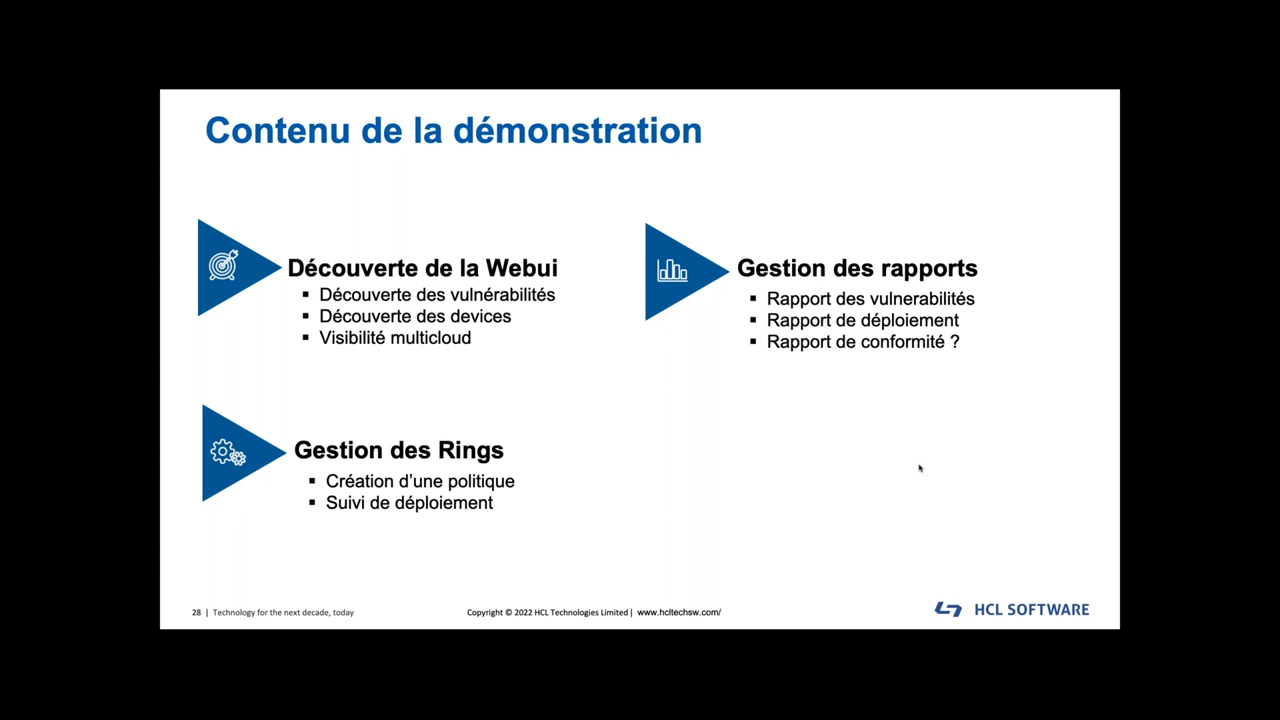 Contenu de la démonstration
Découverte de la Webui
▪ Découverte des vulnérabilités
▪ Découverte des devices
▪ Visibilité multicloud
Gestion des rapports
▪ Rapport des vulnerabilités
▪ Rapport de déploiement
▪ Rapport de conformité ?
Gestion des Rings
▪ Création d’une politique
▪ Suivi de déploiement
28 | Technology for the next decade, today
Copyright © 2022 HCL Technologies Limited | www.hcltechsw.com/
HCL SOFTWARE